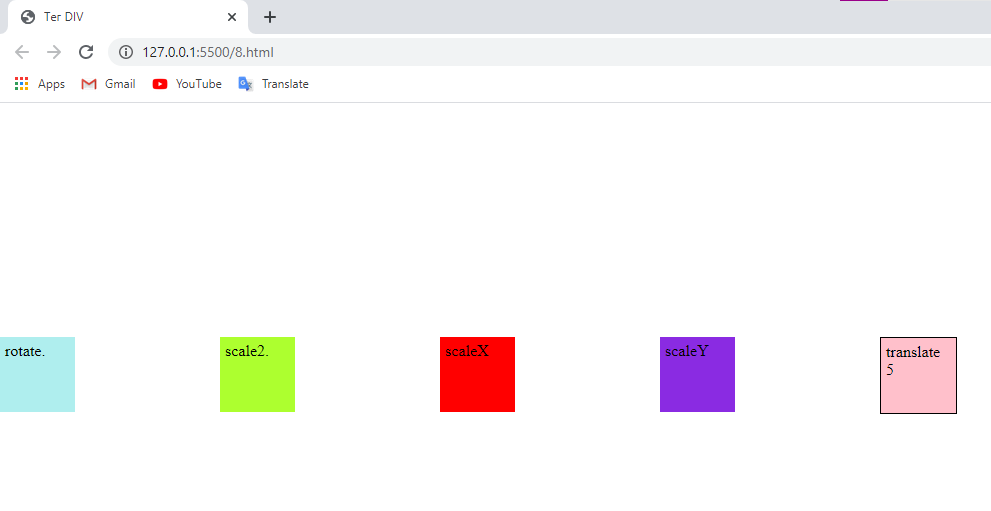 Ter DIV
127.0.0.1:5500/8.html
Apps Gmail YouTube Translate
rotate. scale2. scaleX scaleY translate
5